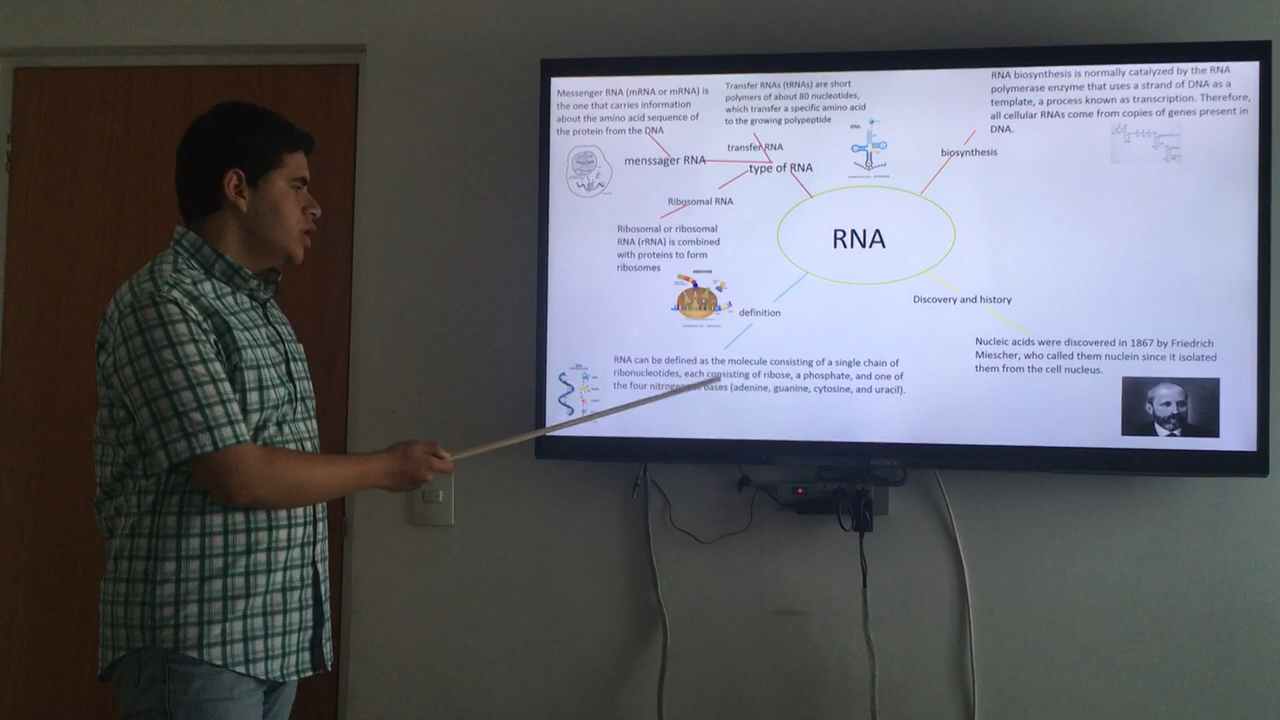 Messenger RNA (mRNA or mRNA) is
the one that carries information
about the amino acid sequence of
the protein from the DNA
Transfer RNAs (tRNAs) are short
polymers of about 80 nucleotides,
which transfer a specific amino acid
to the growing polypeptide
RNA biosynthesis is normally catalyzed by the RNA
polymerase enzyme that uses a strand of DNA as a
template, a process known as transcription. Therefore,
all cellular RNAs come from copies of genes present in
DNA.
RNA
transfer RNA
menssager RNA
type of RNA
biosynthesis
Ribosomal RNA
Ribosomal or ribosomal
RNA (rRNA) is combined
with proteins to form
ribosomes
RNA
Discovery and history
definition
Nucleic acids were discovered in 1867 by Friedrich
Miescher, who called them nuclein since it isolated
them from the cell nucleus.
RNA can be defined as the molecule consisting of a single chain of
ribonucleotides, each consisting of ribose, a phosphate, and one of
the four bases (adenine, guanine, cytosine, and uracil).
SONY